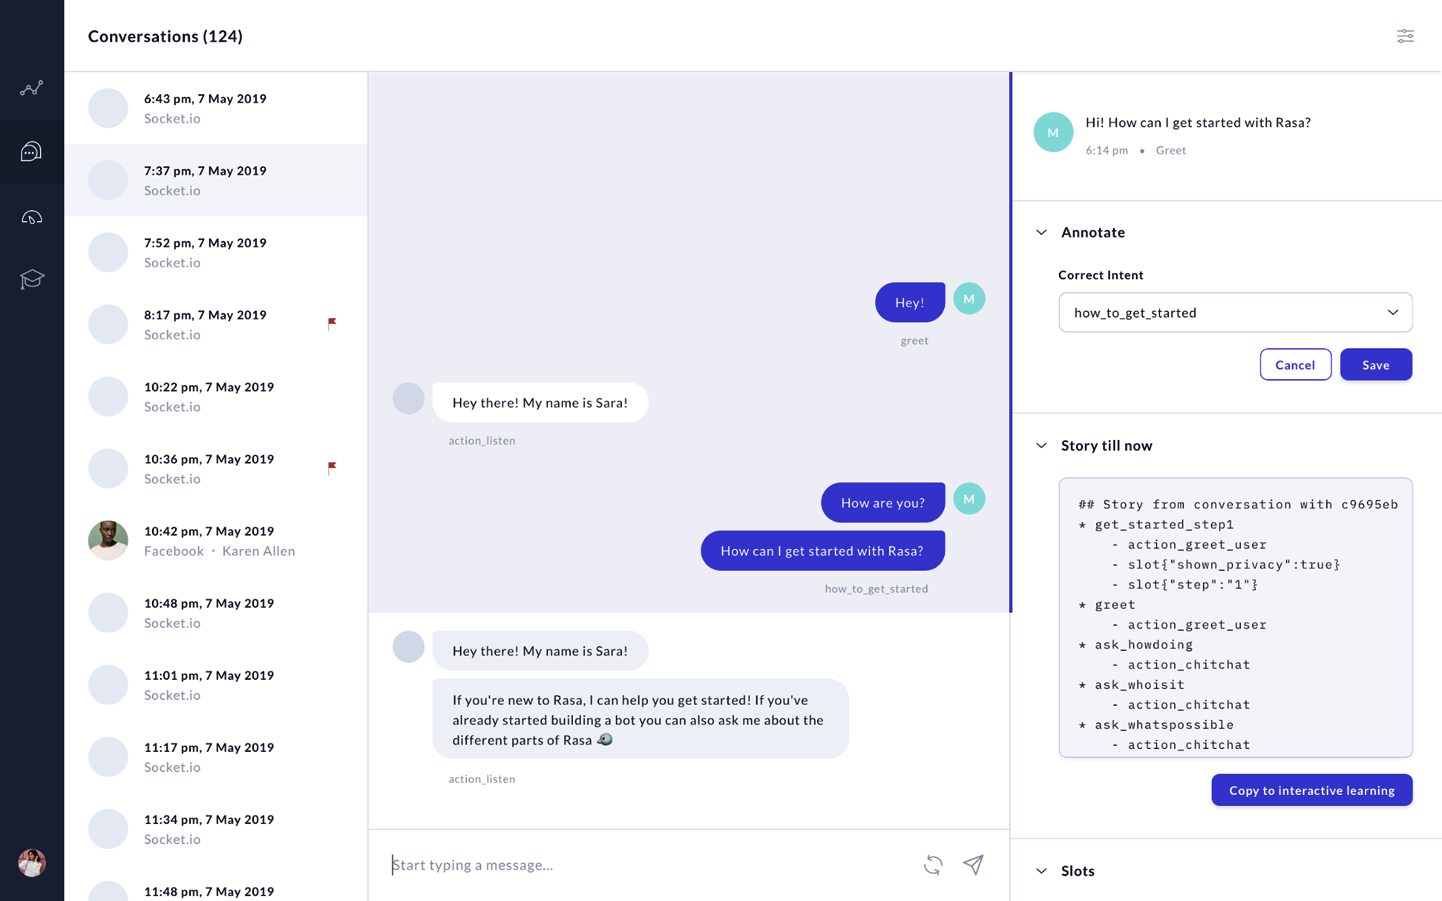 Conversations (124)
6:43 pm, 7 May 2019
Socket.io
7:37 pm, 7 May 2019
Socket.io
7:52 pm, 7 May 2019
Socket.io
8:17 pm, 7 May 2019
Socket.io
10:22 pm, 7 May 2019
Socket.io
10:36 pm, 7 May 2019
Socket.io
10:42 pm, 7 May 2019
Facebook · Karen Allen
10:48 pm, 7 May 2019
Socket.io
11:01 pm, 7 May 2019
Socket.io
11:17 pm, 7 May 2019
Socket.io
11:34 pm, 7 May 2019
Socket.io
11:48 pm, 7 May 2019
Hey!
M
greet
Hey there! My name is Sara!
action_listen
How are you?
M
How can I get started with Rasa?
how_to_get_started
Hey there! My name is Sara!
If you're new to Rasa, I can help you get started! If you've
already started building a bot you can also ask me about the
different parts of Rasa
action_listen
Start typing a message...
M
Hi! How can I get started with Rasa?
6:14 pm • Greet
Annotate
Correct Intent
how_to_get_started
Cancel
Save
Story till now
## Story from conversation with c9695eb
* get_started_step1
    - action_greet_user
    - slot{"shown_privacy":true}
    - slot{"step":"1"}
* greet
    - action_greet_user
* ask_howdoing
    - action_chitchat
* ask_whoisit
    - action_chitchat
* ask_whatspossible
    - action_chitchat
Copy to interactive learning
Slots